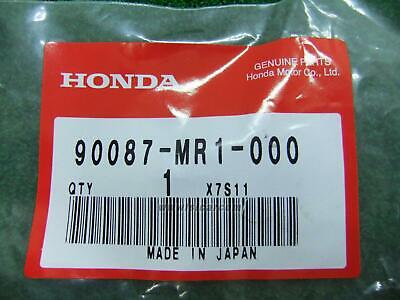 GENUINE PARTS
Honda Motor Co., Ltd.
HONDA
90087-MR1-000
QTY 1 X7S11
MADE IN JAPAN